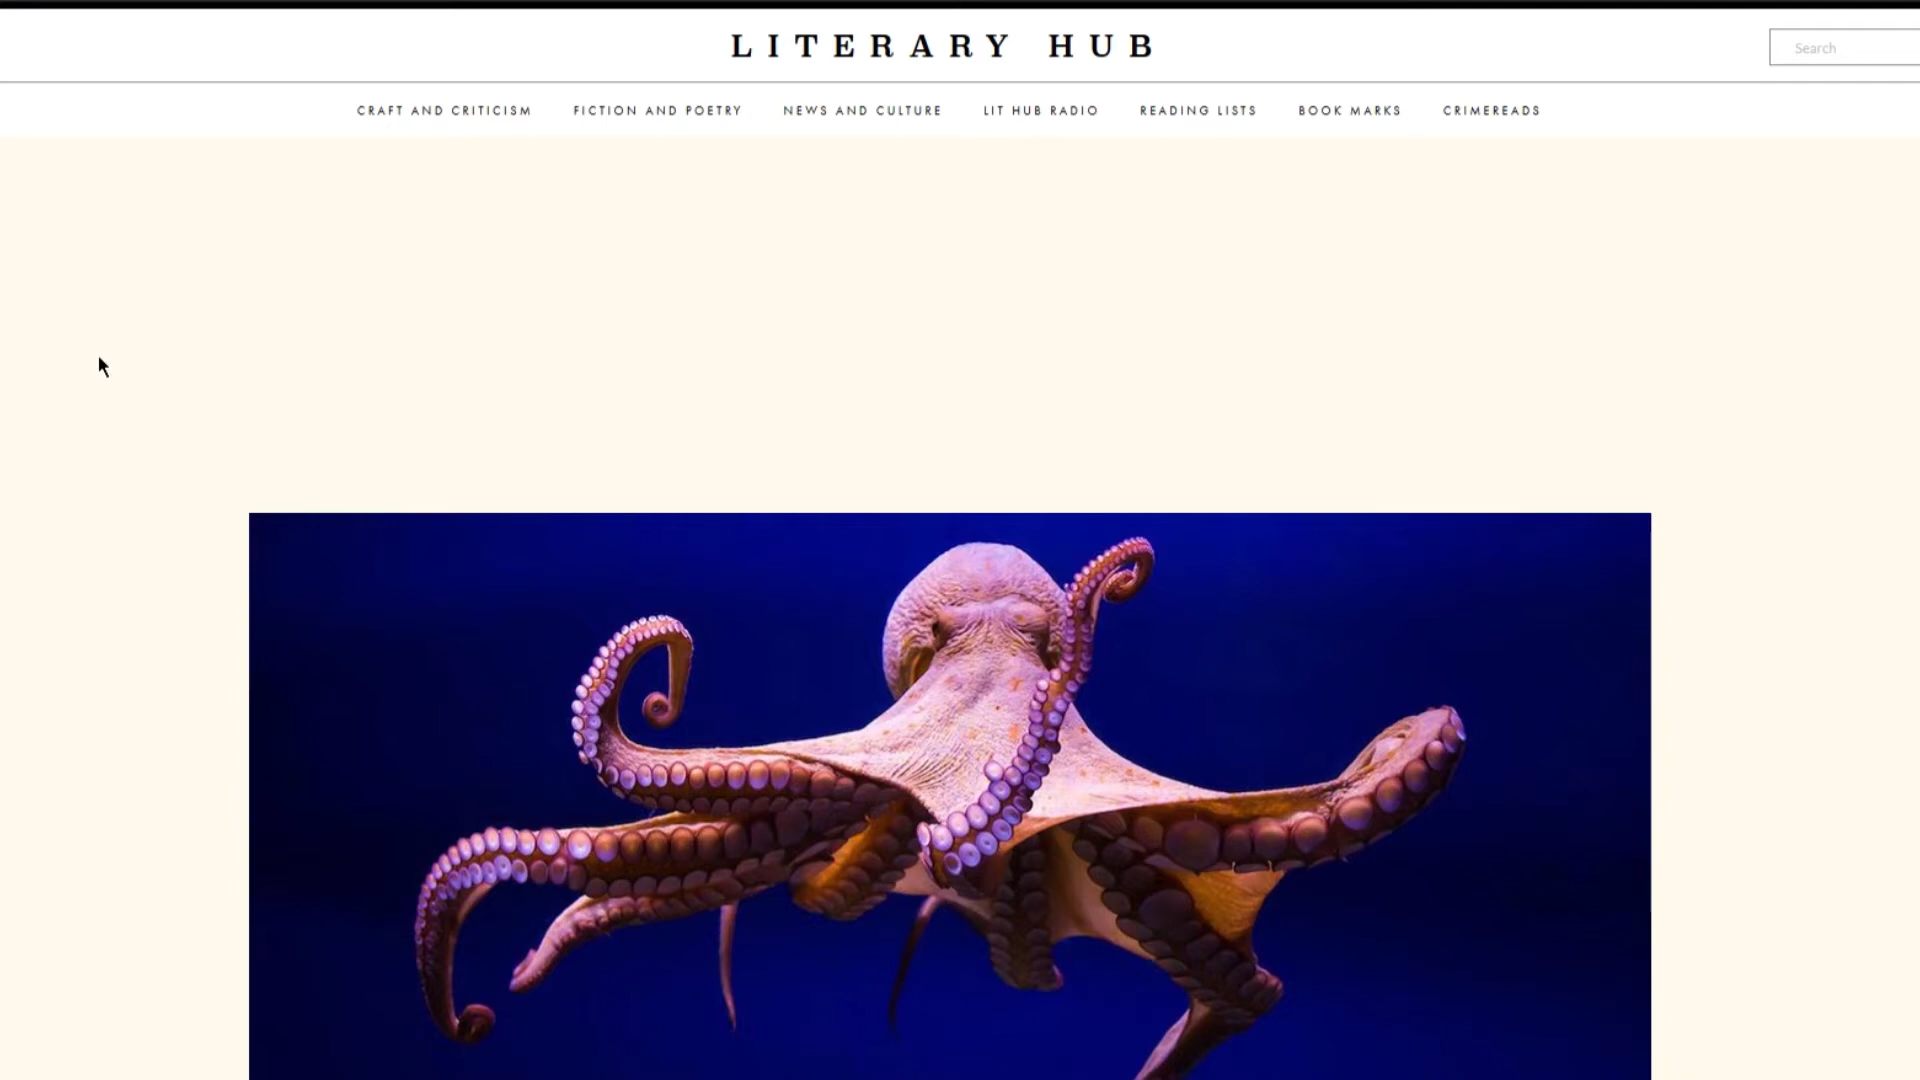 LITERARY HUB
Search
CRAFT AND CRITICISM FICTION AND POETRY NEWS AND CULTURE LIT HUB RADIO READING LISTS BOOK MARKS CRIMEREADS